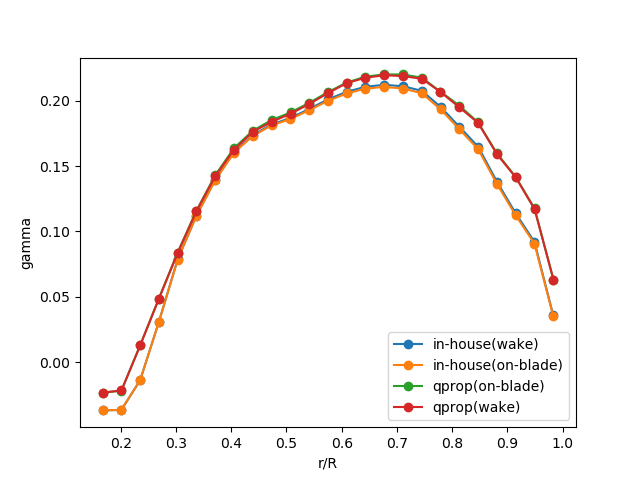 0.20
0.15
0.10
0.05
0.00
gamma
0.2 0.3 0.4 0.5 0.6 0.7 0.8 0.9 1.0
r/R
in-house(wake)
in-house(on-blade)
qprop(on-blade)
qprop(wake)